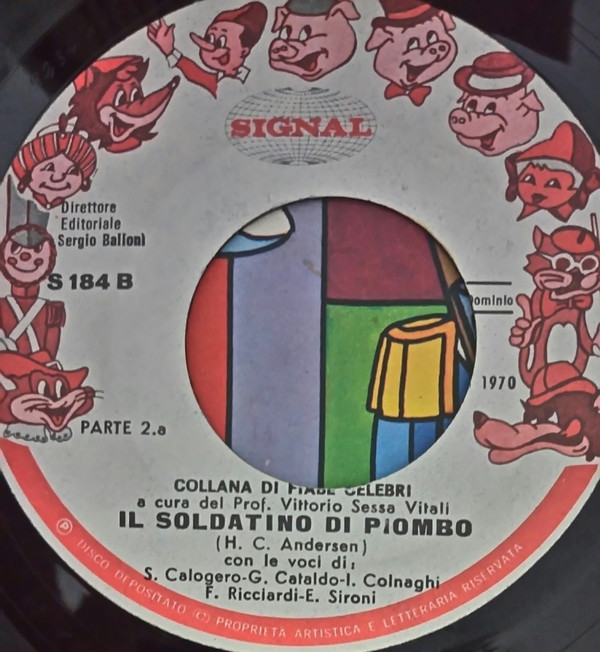 SIGNAL
Direttore
Editoriale
Sergio Balloni
S 184 B
Dominio
1970
PARTE 2.a
COLLANA DI FIABE CELEBRI
a cura del Prof. Vittorio Sessa Vitali
IL SOLDATINO DI PIOMBO
(H. C. Andersen)
con le voci di:
S. Calogero-G. Cataldo-I. Colnaghi
F. Ricciardi-E. Sironi
Ⓟ DISCO DEPOSITATO (C) PROPRIETÀ ARTISTICA E LETTERARIA RISERVATA